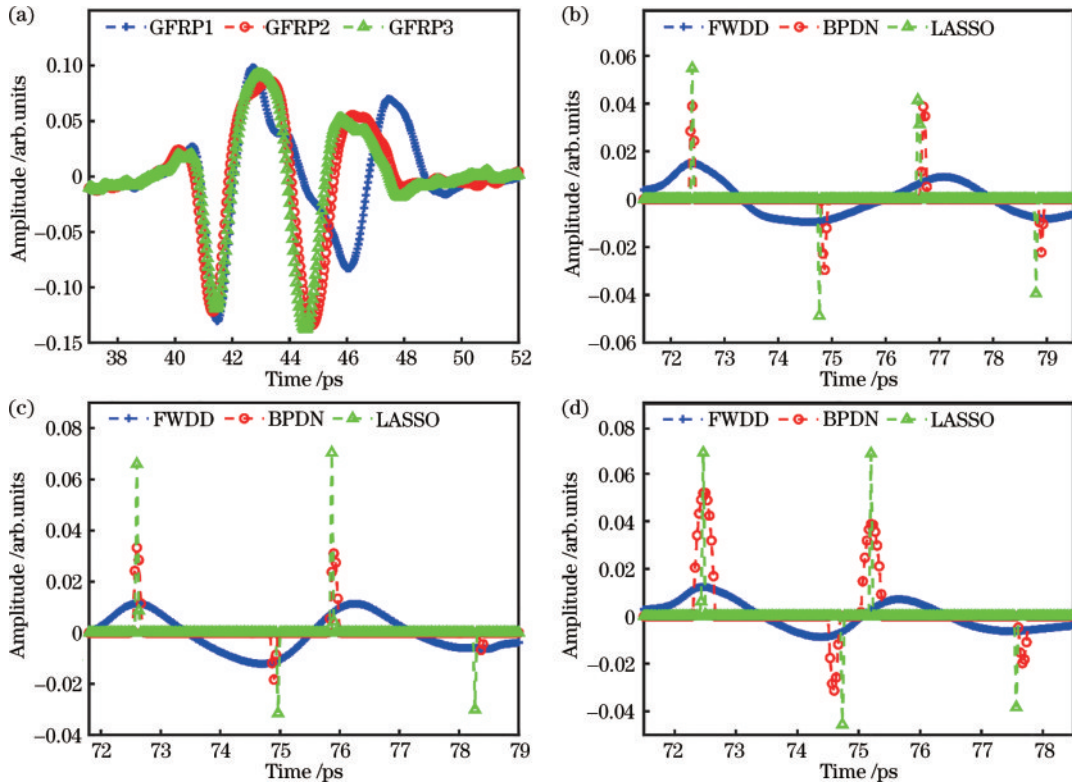 (a)
GFRP1 GFRP2 GFRP3
Amplitude /arb.units
0.10
0.05
0
−0.05
−0.10
−0.15
38 40 42 44 46 48 50 52
Time /ps
(b)
FWDD BPDN LASSO
Amplitude /arb.units
0.06
0.04
0.02
0
−0.02
−0.04
−0.06
72 73 74 75 76 77 78 79
Time /ps
(c)
FWDD BPDN LASSO
Amplitude /arb.units
0.08
0.06
0.04
0.02
0
−0.02
−0.04
72 73 74 75 76 77 78 79
Time /ps
(d)
FWDD BPDN LASSO
Amplitude /arb.units
0.08
0.06
0.04
0.02
0
−0.02
−0.04
72 73 74 75 76 77 78
Time /ps